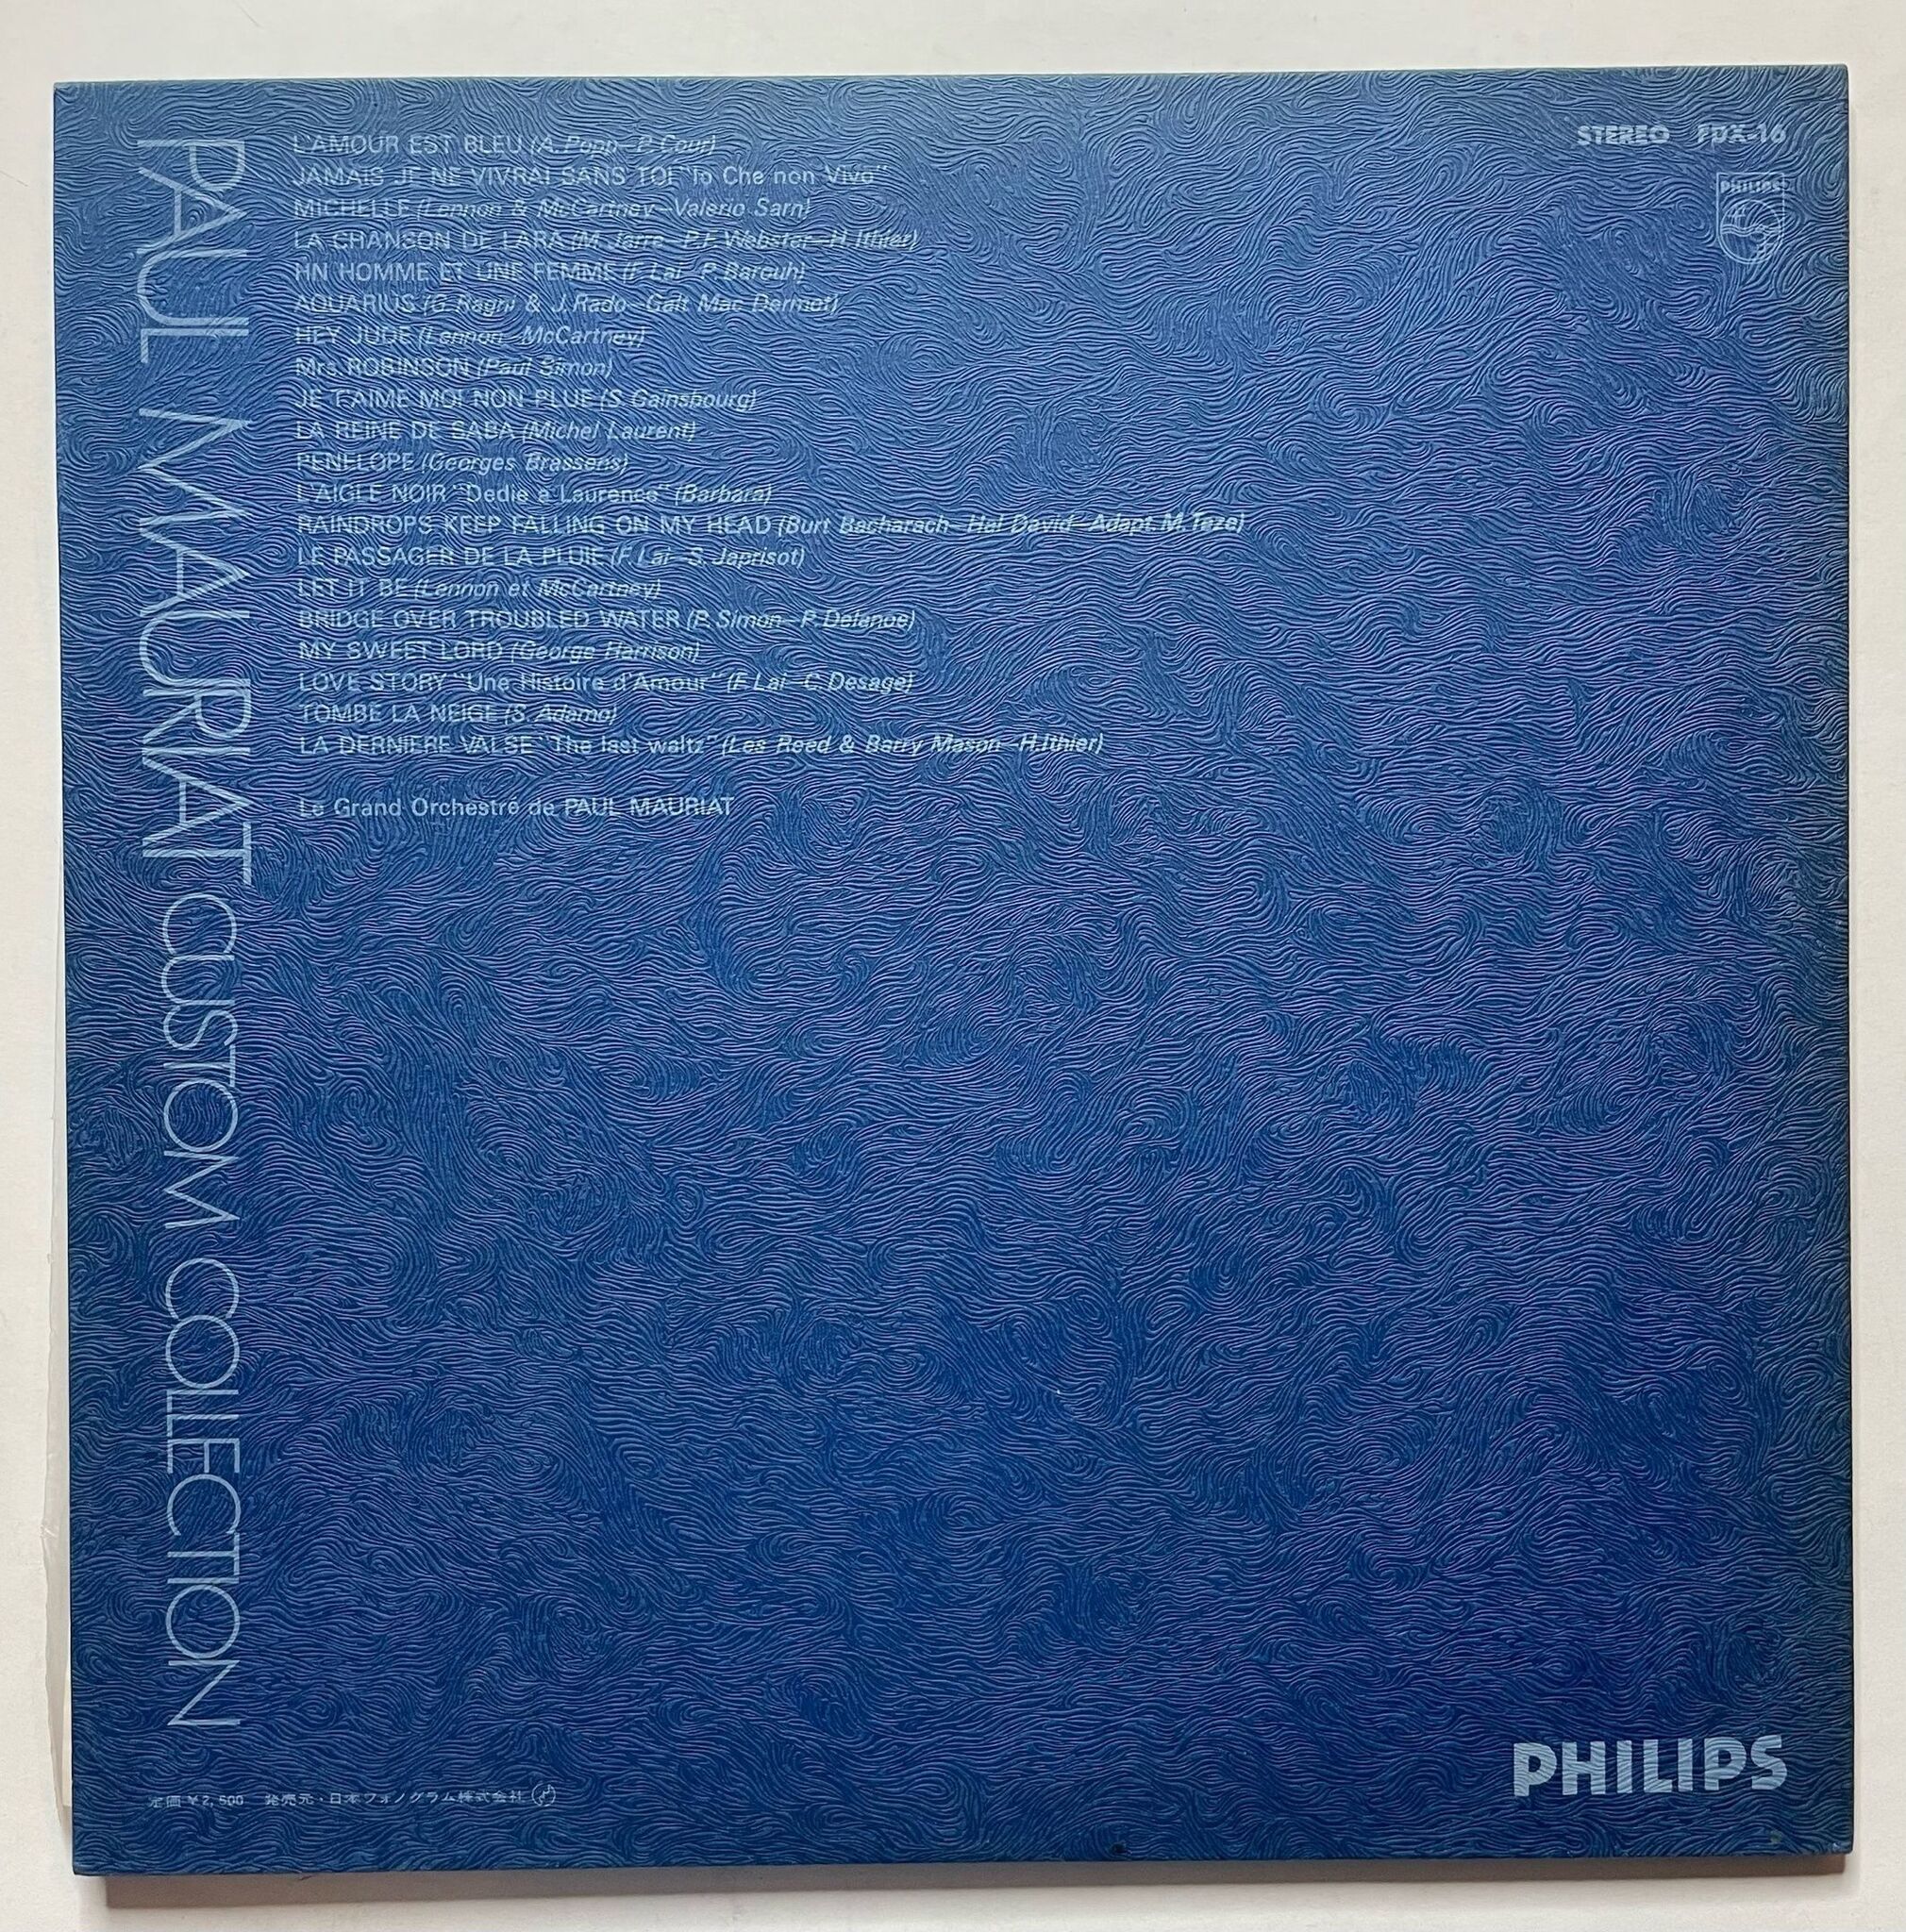 PAUL MAURIAT CUSTOM COLLECTION
L'AMOUR EST BLEU (A. Popp–P. Cour)
JAMAIS JE NE VIVRAI SANS TOI "Io Che non Vivo"
MICHELLE (Lennon & McCartney–Valerio Sarn)
LA CHANSON DE LARA (M. Jarre–P.F. Webster–H. Ithier)
HN HOMME ET UNE FEMME (F. Lai–P. Barouh)
AQUARIUS (G. Ragni & J. Rado–Galt Mac Dermot)
HEY JUDE (Lennon–McCartney)
Mrs. ROBINSON (Paul Simon)
JE T'AIME MOI NON PLUE (S. Gainsbourg)
LA REINE DE SABA (Michel Laurent)
PENELOPE (Georges Brassens)
L'AIGLE NOIR "Dedie a Laurence" (Barbara)
RAINDROPS KEEP FALLING ON MY HEAD (Burt Bacharach–Hal David–Adapt. M. Teze)
LE PASSAGER DE LA PLUIE (F. Lai–S. Japrisot)
LET IT BE (Lennon et McCartney)
BRIDGE OVER TROUBLED WATER (P. Simon–P. Delanoe)
MY SWEET LORD (George Harrison)
LOVE STORY "Une Histoire d'Amour" (F. Lai–C. Desage)
TOMBE LA NEIGE (S. Adamo)
LA DERNIERE VALSE "The last waltz" (Les Reed & Barry Mason–H. Ithier)
Le Grand Orchestré de PAUL MAURIAT
STEREO FDX-16
PHILIPS
PHILIPS
定価￥2,500 発売元・日本フォノグラム株式会社